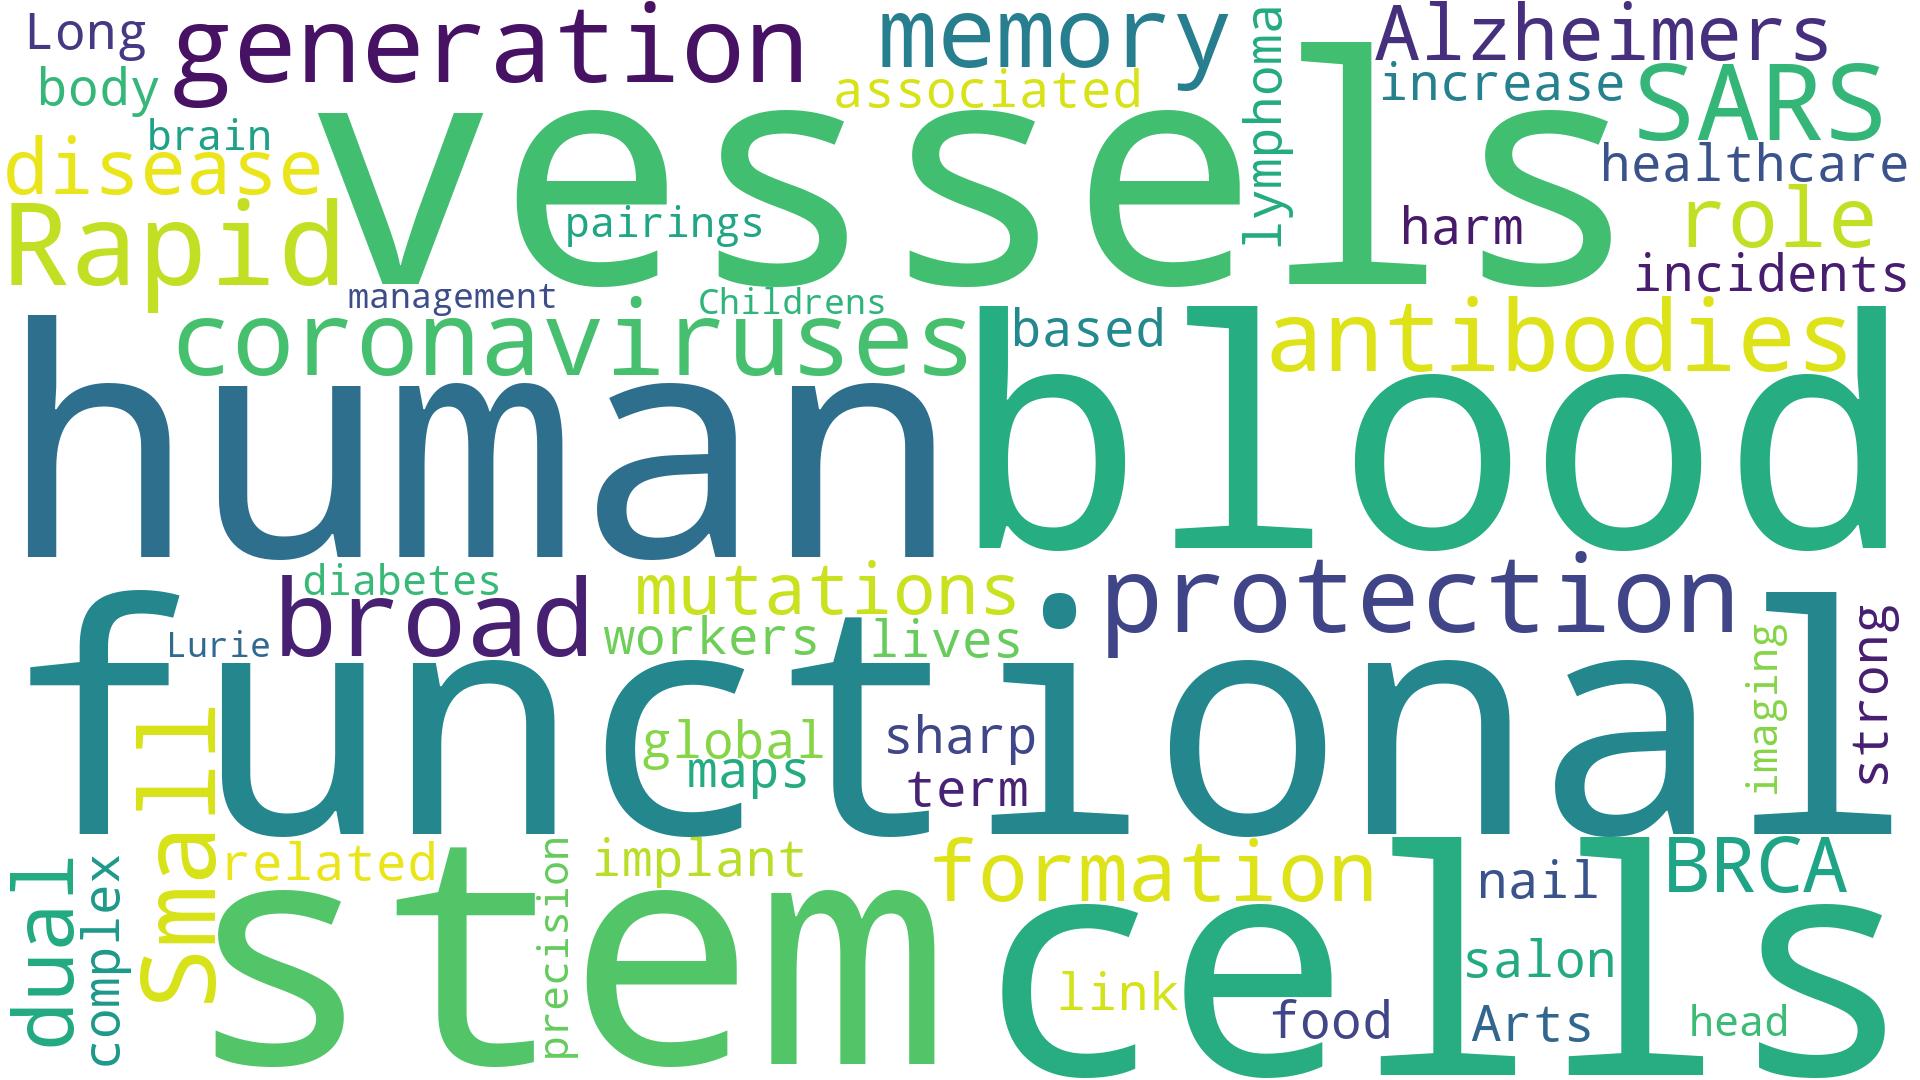 Long
generation
memory
lymphoma
Alzheimers
body
associated
increase
SARS
brain
vessels
disease
healthcare
Rapid
pairings
harm
role
incidents
management
Childrens
coronaviruses
based
antibodies
human
blood
diabetes
broad
mutations
protection
Lurie
workers
lives
functional
imaging
strong
Small
global
sharp
maps
term
dual
complex
related
stem
precision
implant
formation
cells
nail
BRCA
salon
link
food
Arts
head